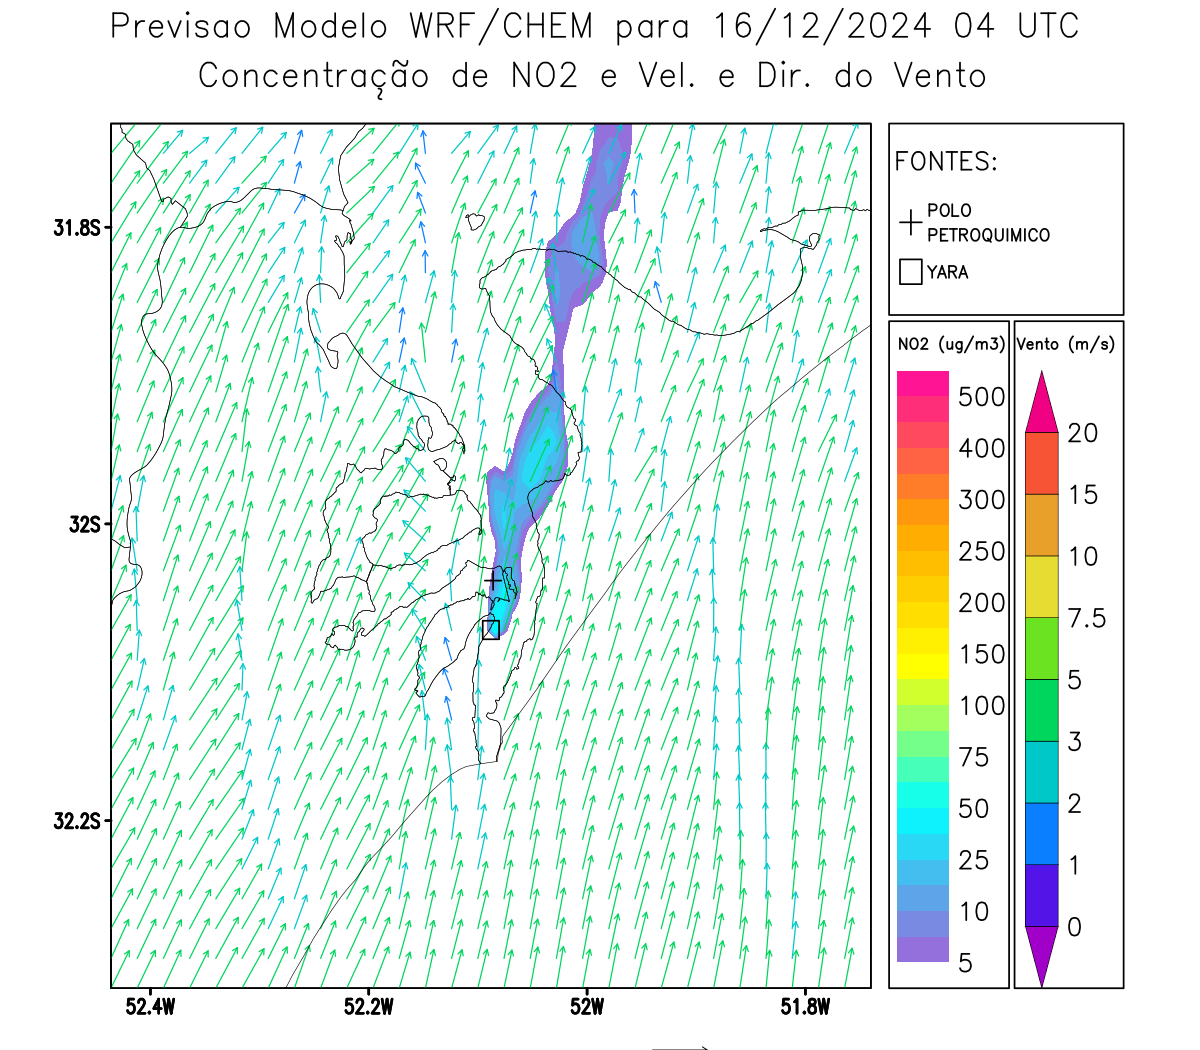 Previsao Modelo WRF/CHEM para 16/12/2024 04 UTC
Concentração de NO2 e Vel. e Dir. do Vento
FONTES:
POLO
PETROQUIMICO
YARA
31.8S
32S
32.2S
52.4W
52.2W
52W
51.8W
NO2 (ug/m3)
500
400
300
250
200
150
100
75
50
25
10
5
Vento (m/s)
20
15
10
7.5
5
3
2
1
0